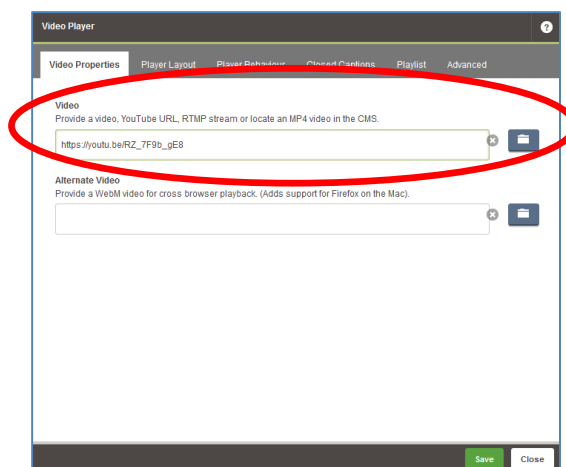 Video Player
?
Video Properties Player Layout Player Behaviour Closed Captions Playlist Advanced
Video
Provide a video, YouTube URL, RTMP stream or locate an MP4 video in the CMS.
https://youtu.be/RZ_7F9b_gE8
Alternate Video
Provide a WebM video for cross browser playback. (Adds support for Firefox on the Mac).
Save Close